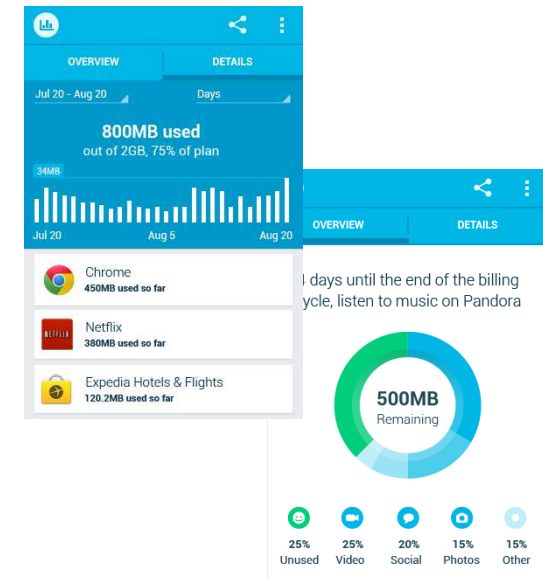 OVERVIEW DETAILS
Jul 20 - Aug 20 Days
800MB used
out of 2GB, 75% of plan
34MB
Jul 20 Aug 5 Aug 20
Chrome
450MB used so far
NETFLIX
Netflix
380MB used so far
Expedia Hotels & Flights
120.2MB used so far
OVERVIEW DETAILS
days until the end of the billing
ycle, listen to music on Pandora
500MB
Remaining
25% 25% 20% 15% 15%
Unused Video Social Photos Other